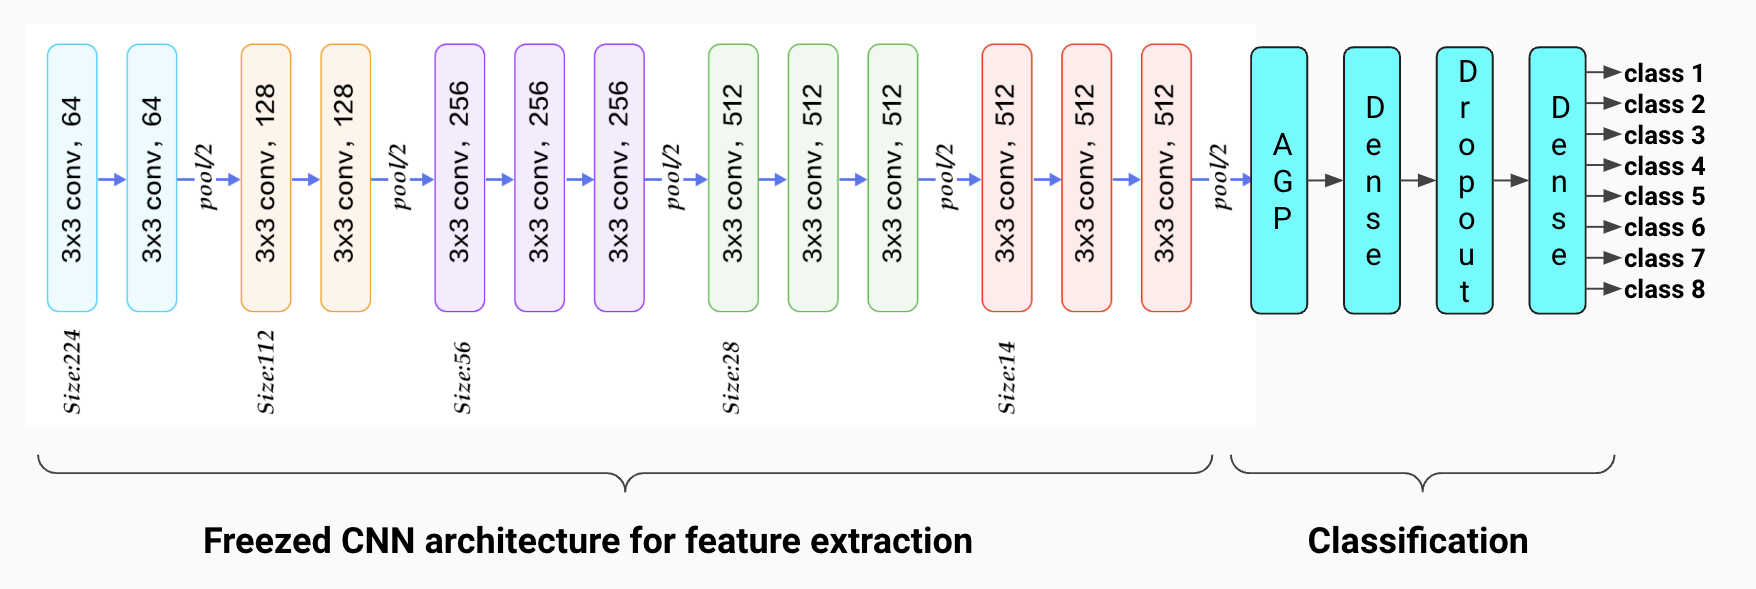 3x3 conv, 64
3x3 conv, 64
pool/2
3x3 conv, 128
3x3 conv, 128
pool/2
3x3 conv, 256
3x3 conv, 256
3x3 conv, 256
pool/2
3x3 conv, 512
3x3 conv, 512
3x3 conv, 512
pool/2
3x3 conv, 512
3x3 conv, 512
3x3 conv, 512
pool/2
AGP
Dense
Dropout
Dense
class 1
class 2
class 3
class 4
class 5
class 6
class 7
class 8
Size:224
Size:112
Size:56
Size:28
Size:14
Freezed CNN architecture for feature extraction
Classification